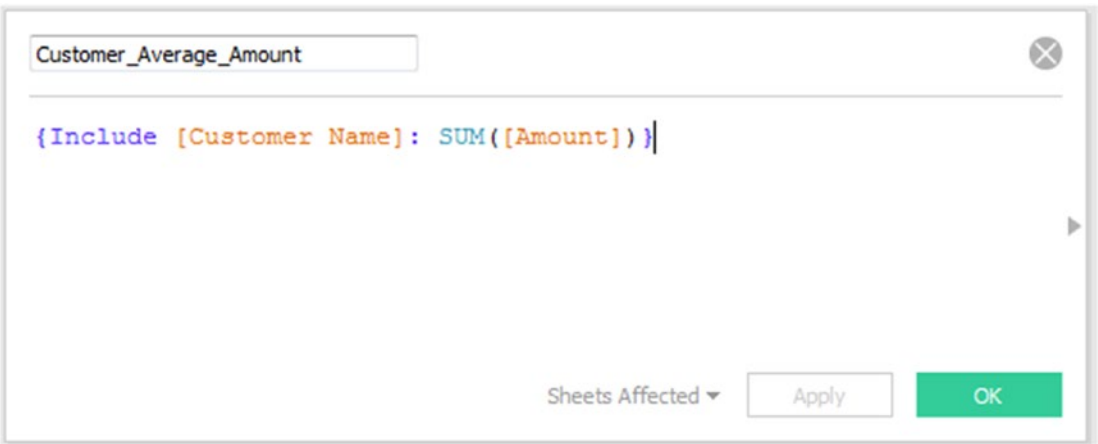 Customer_Average_Amount
{Include [Customer Name]: SUM([Amount])}
Sheets Affected Apply OK